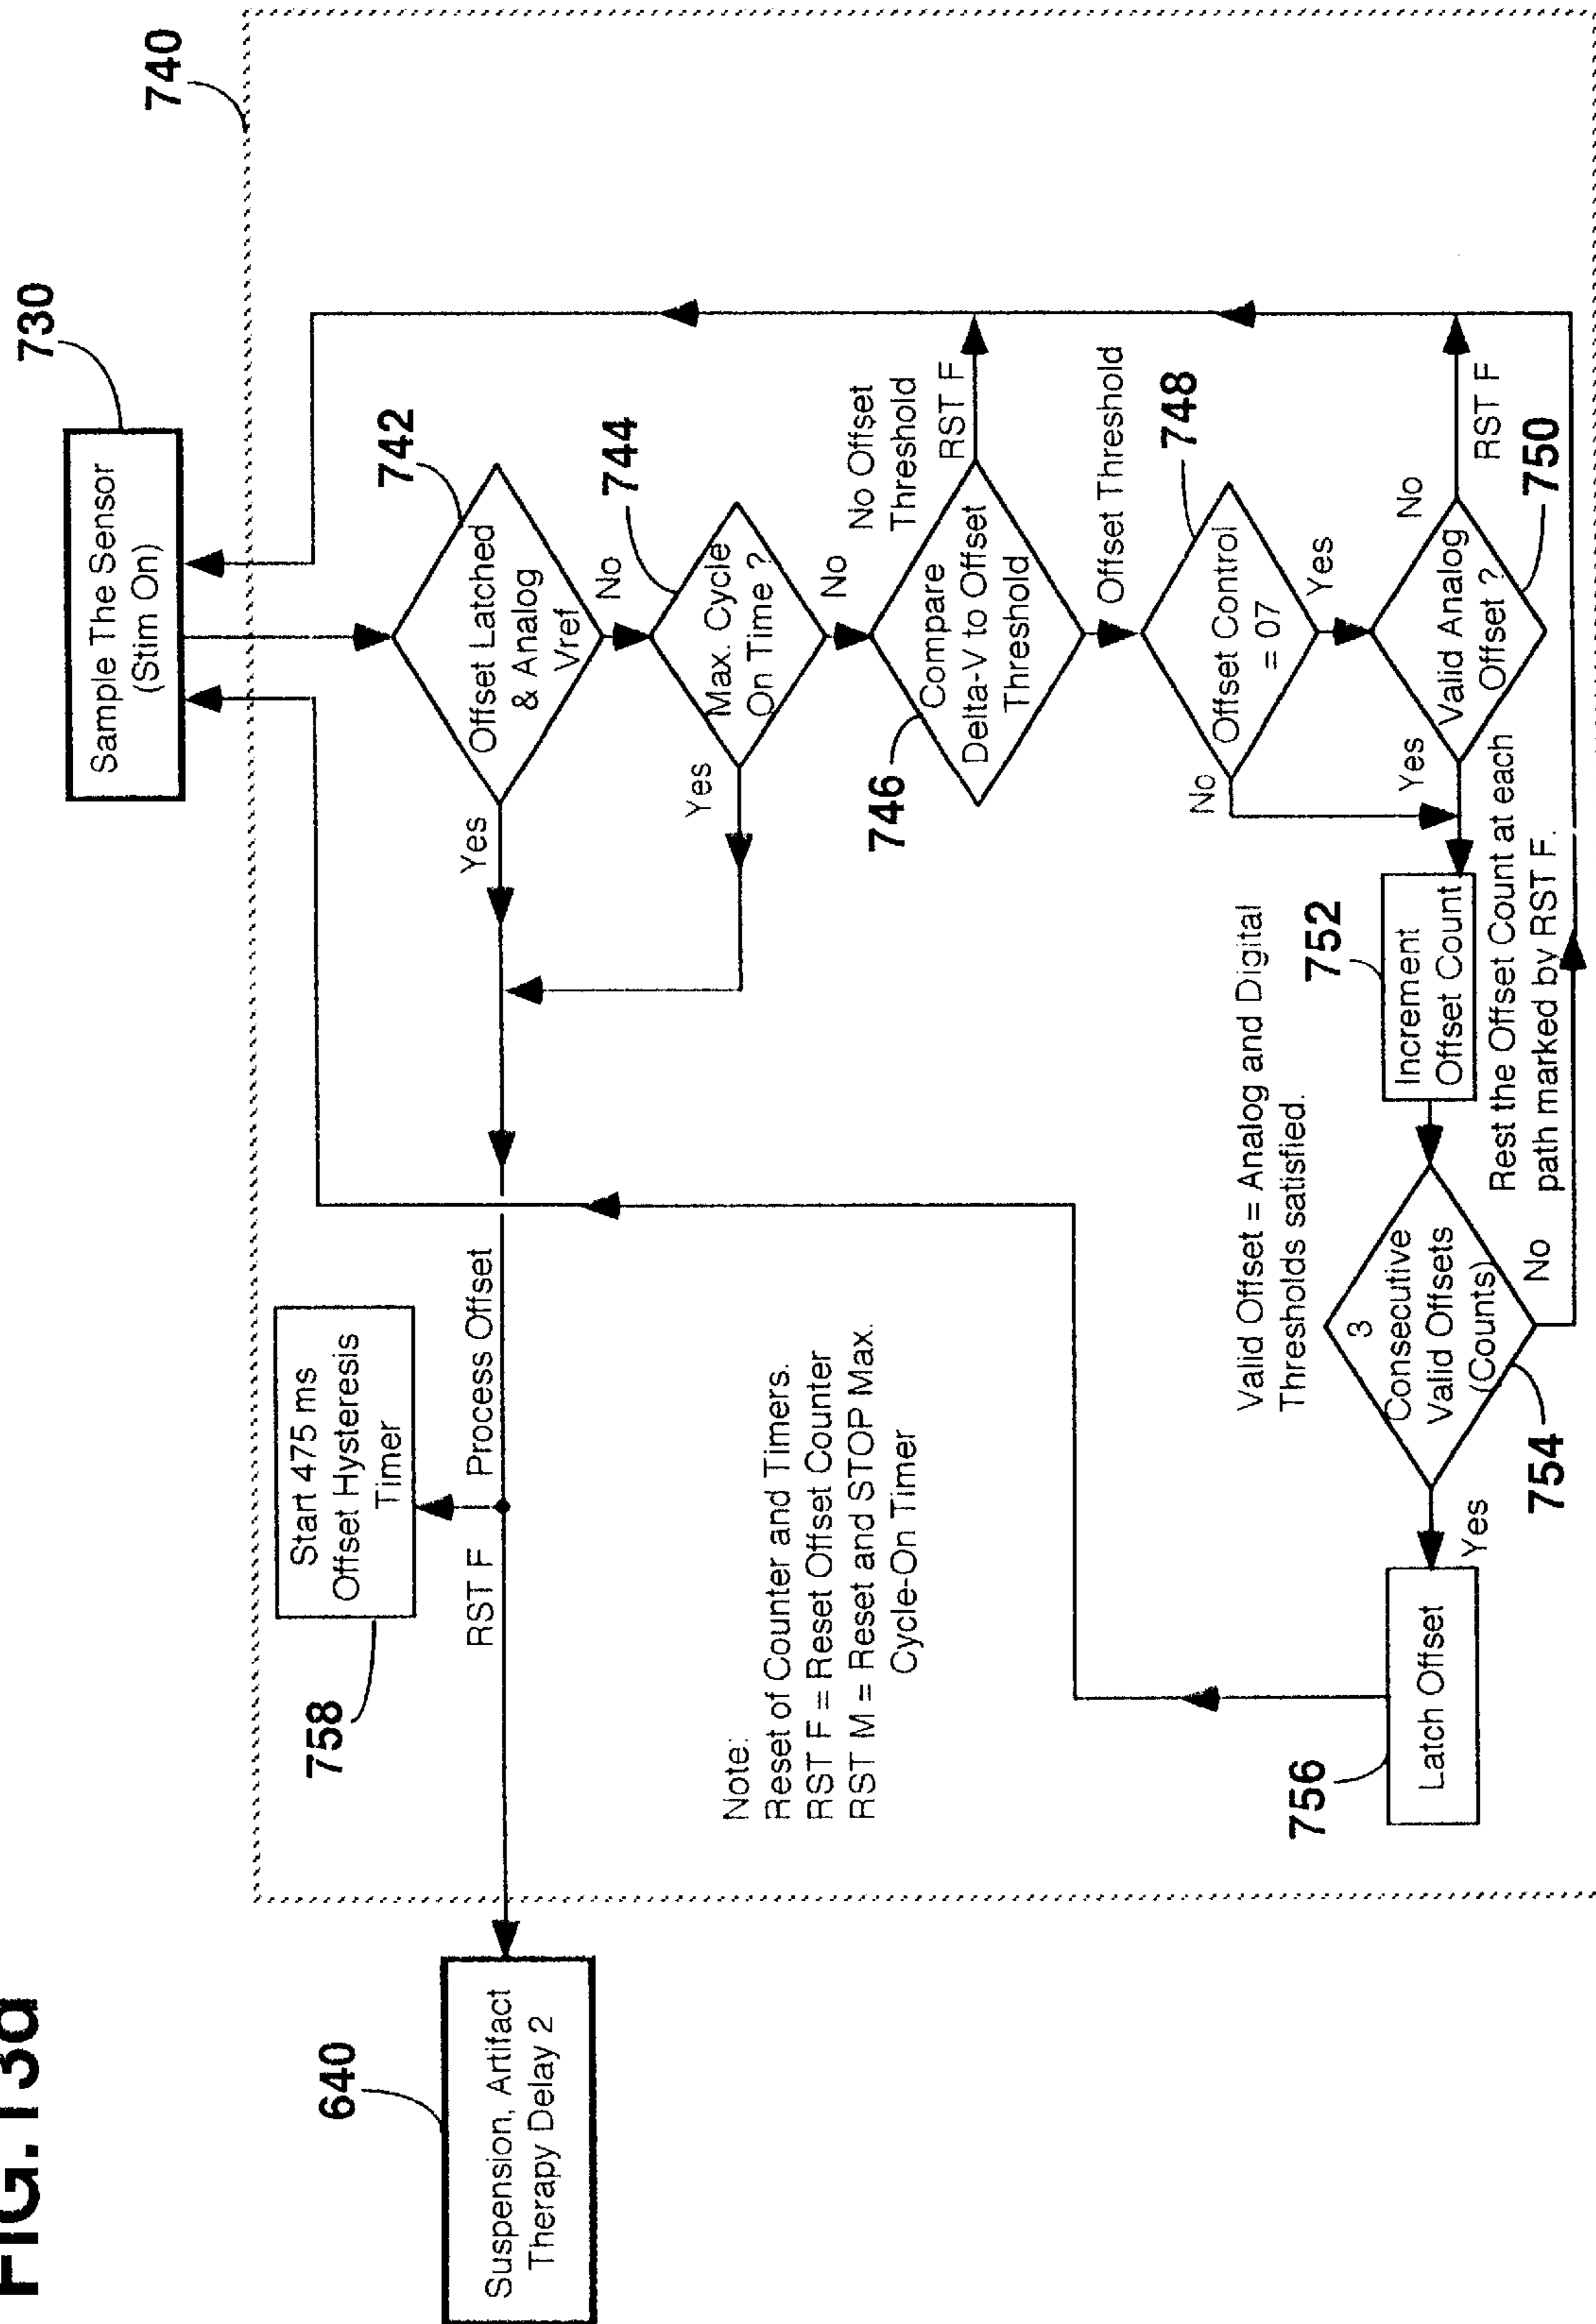 FIG.13a
730
Sample The Sensor
(Stim On)
740
742
Offset Latched
& Analog
Vref
Yes
No
744
Max. Cycle
On Time ?
Yes
No
746
Compare
Delta-V to Offset
Threshold
No Offset
Threshold
RST F
Offset Threshold
748
Offset Control
= 07
No
Yes
750
Valid Analog
Offset ?
Yes
No
RST F
752
Increment
Offset Count
Rest the Offset Count at each
path marked by RST F.
Valid Offset = Analog and Digital
Thresholds satisfied.
754
3
Consecutive
Valid Offsets
(Counts)
No
Yes
756
Latch Offset
758
Start 475 ms
Offset Hysteresis
Timer
RST F
Process Offset
Note:
Reset of Counter and Timers.
RST F = Reset Offset Counter
RST M = Reset and STOP Max.
Cycle-On Timer
640
Suspension, Artifact
Therapy Delay 2